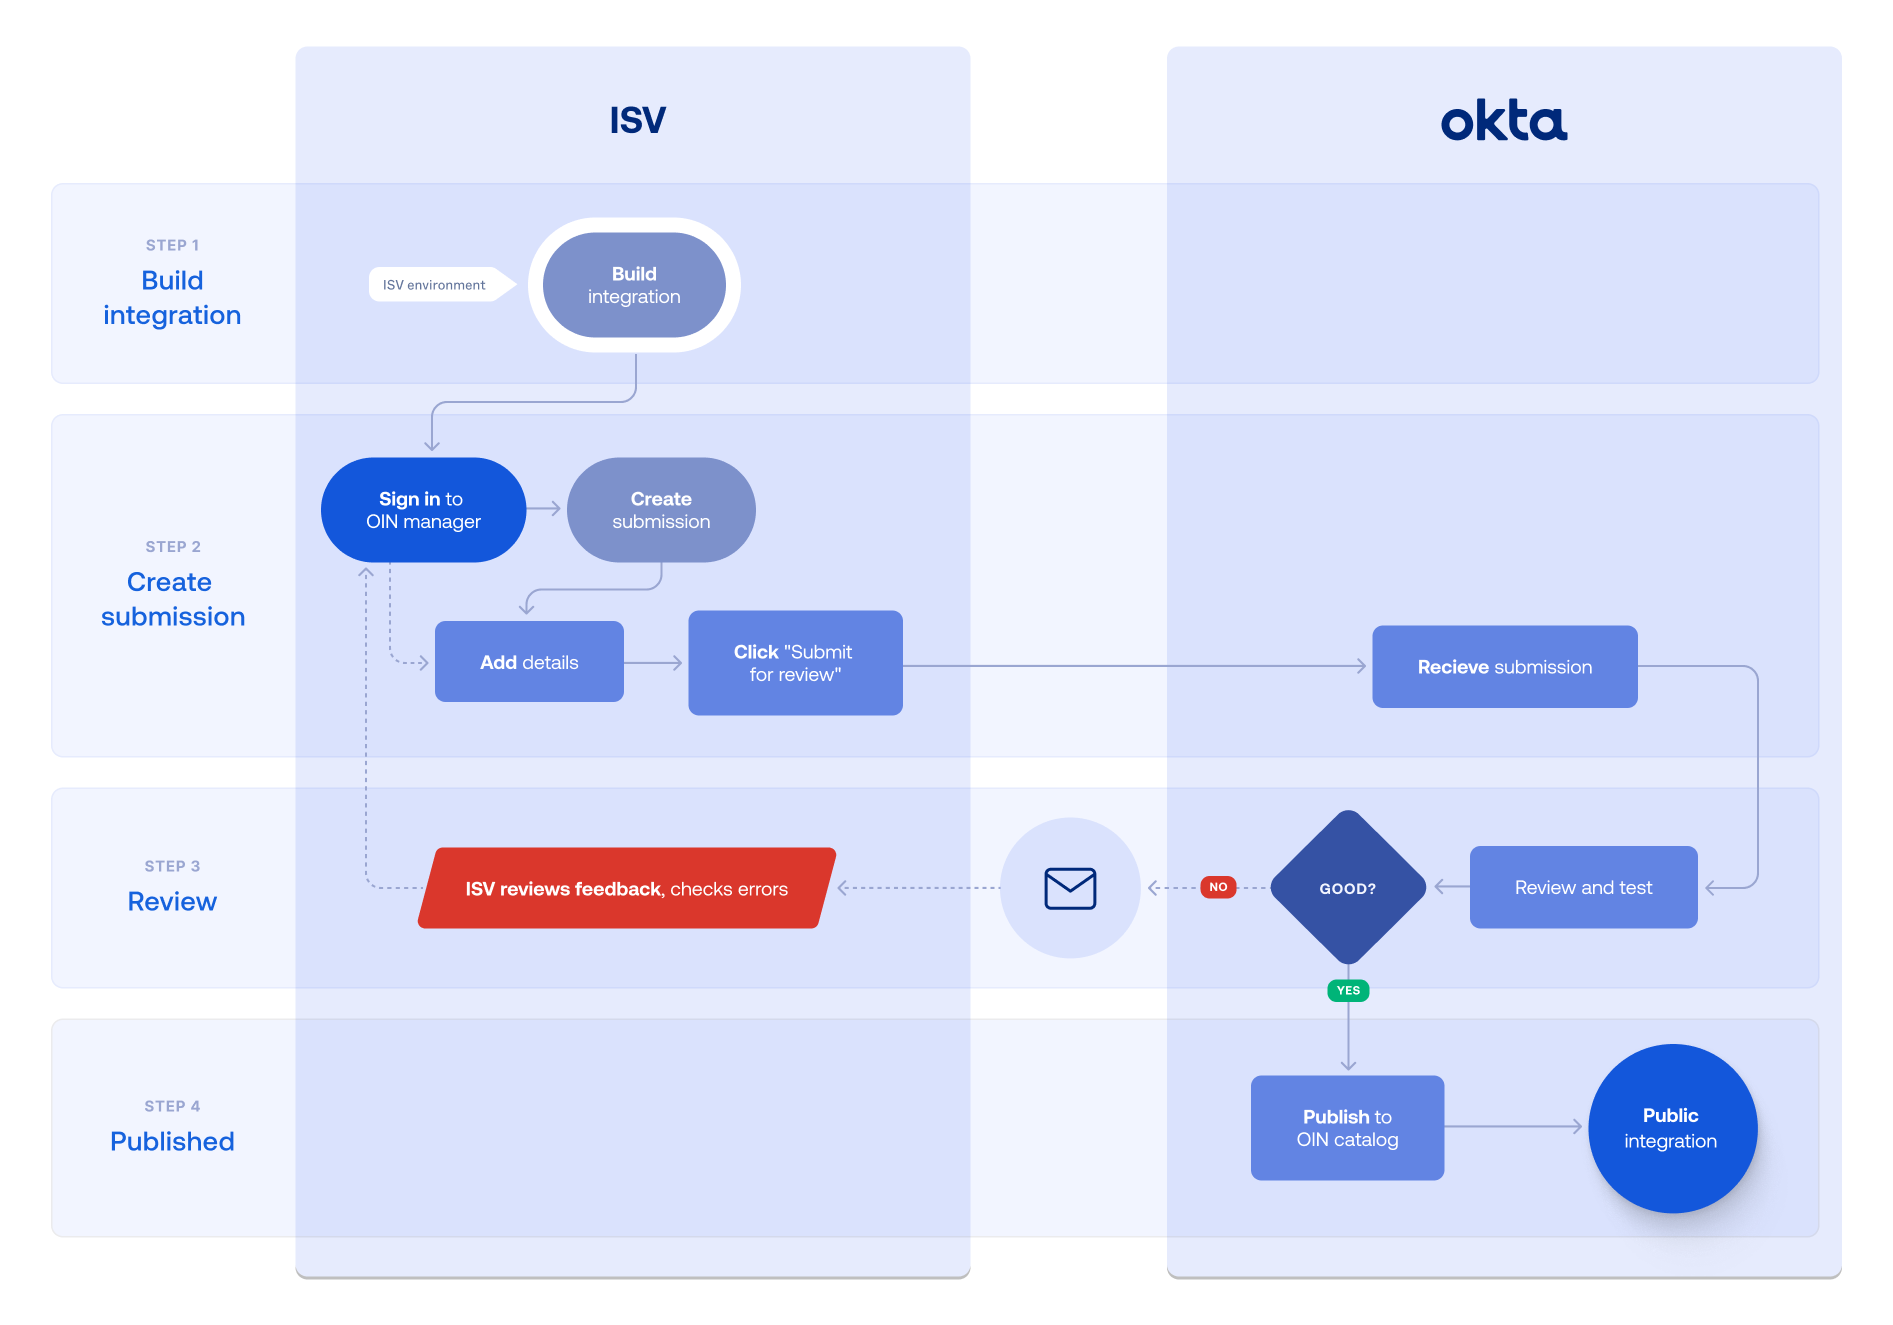 ISV
okta
STEP 1
Build
integration
ISV environment
Build
integration
STEP 2
Create
submission
Sign in to
OIN manager
Create
submission
Add details
Click "Submit
for review"
Recieve submission
STEP 3
Review
ISV reviews feedback, checks errors
NO
GOOD?
Review and test
YES
STEP 4
Published
Publish to
OIN catalog
Public
integration